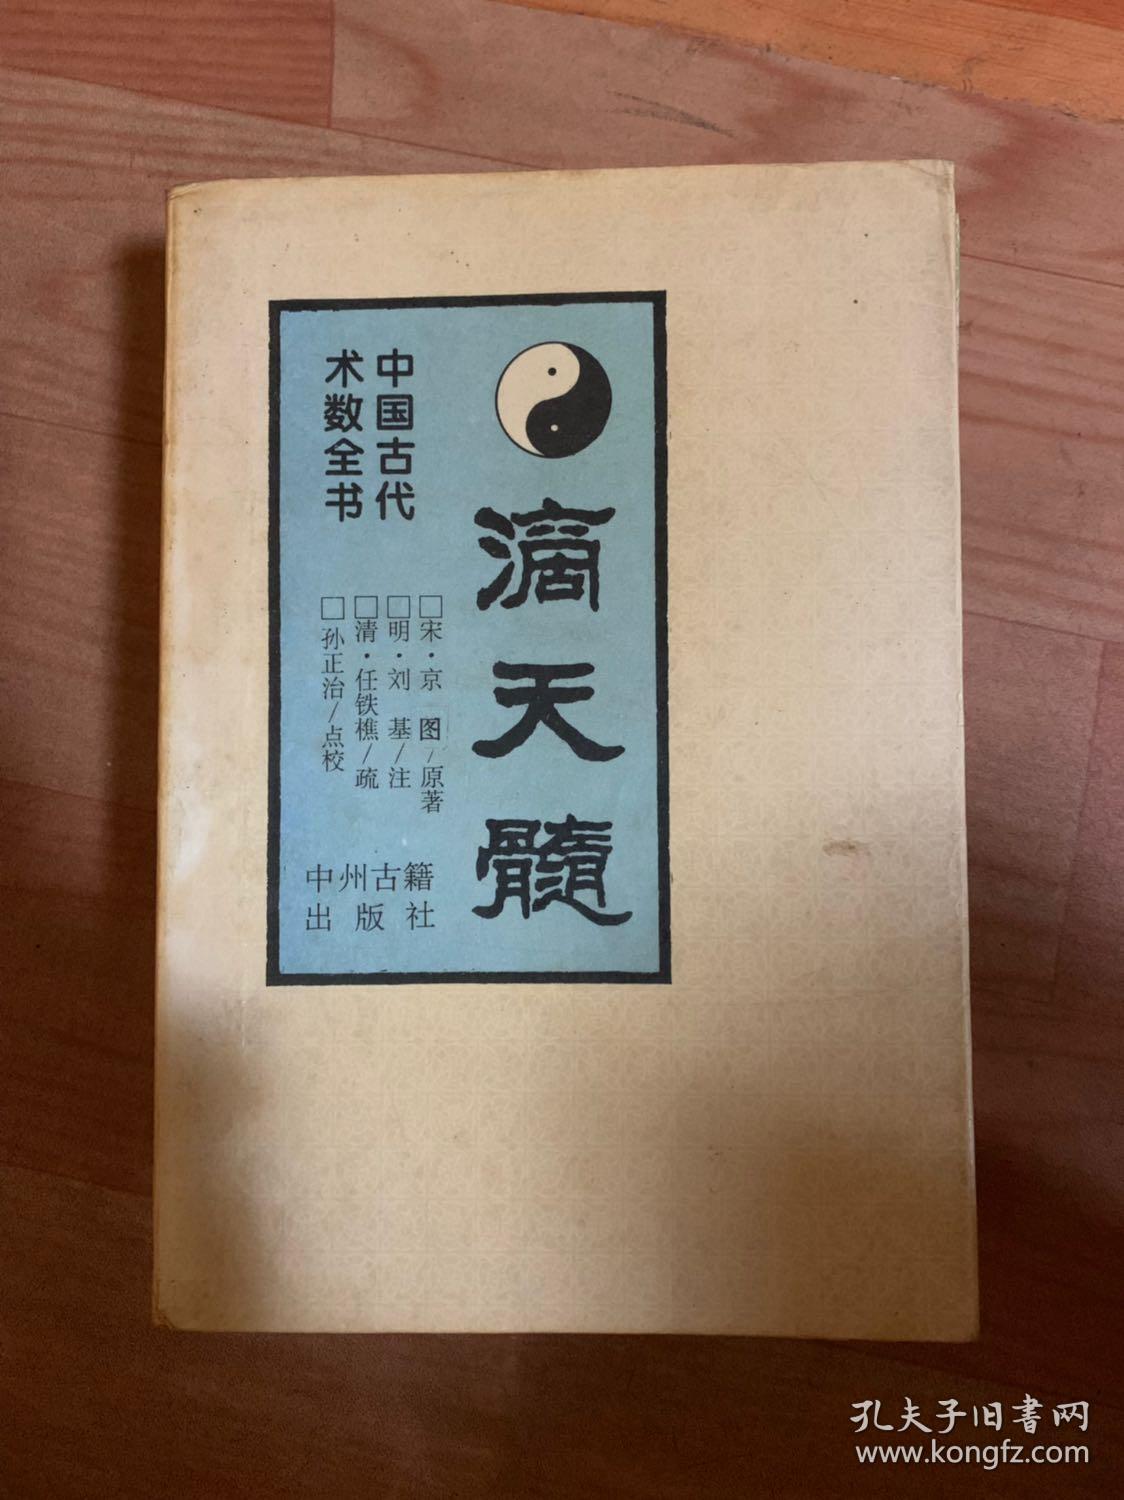 滴天髓
中国古代
术数全书
□宋·京 图/原著
□明·刘 基/注
□清·任铁樵/疏
□孙正治/点校
中州古籍
出版社
孔夫子旧書网
www.kongfz.com